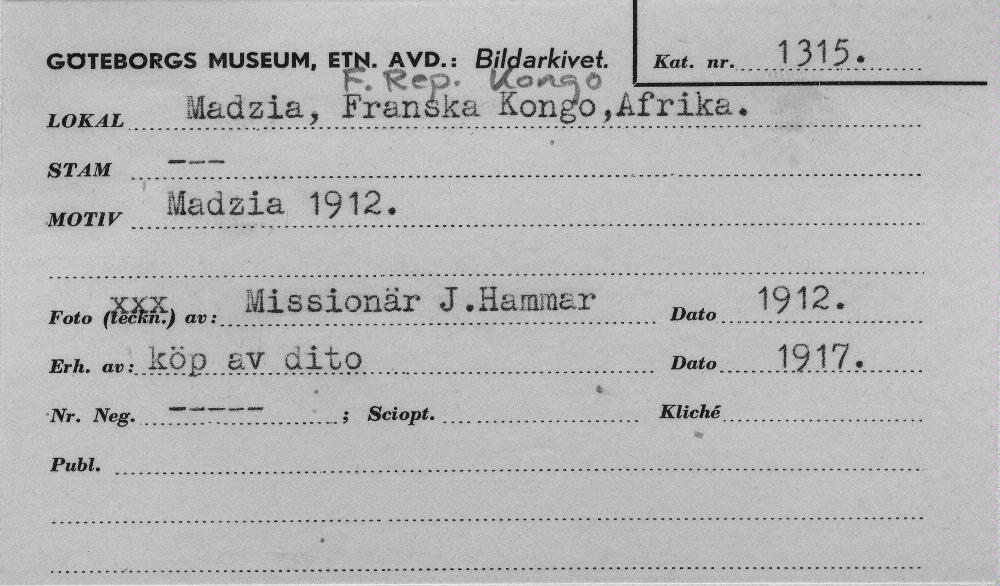 GÖTEBORGS MUSEUM, ETN. AVD.: Bildarkivet.
Kat. nr. 1315.
F. Rep. Kongo
LOKAL Madzia, Franska Kongo,Afrika.
STAM ---
MOTIV Madzia 1912.
Foto (teckn.) av: Missionär J.Hammar Dato 1912.
Erh. av: köp av dito Dato 1917.
Nr. Neg. ----- ; Sciopt. Kliché
Publ.